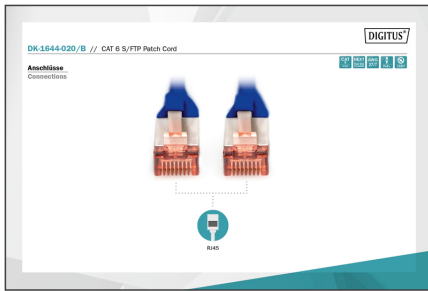 DIGITUS®
DK-1644-020/B // CAT 6 S/FTP Patch Cord
Anschlüsse
Connections
RJ45